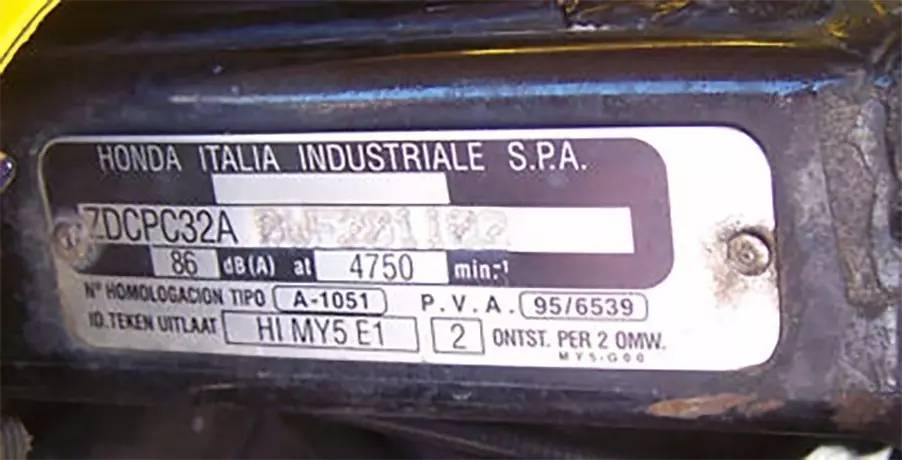 HONDA ITALIA INDUSTRIALE S.P.A.
ZDCPC32A
86 dB(A) at 4750 min:-1
Nº HOMOLOGACION TIPO A-1051 P.V.A. 95/6539
ID.TEKEN UITLAAT HI MY5 E1 2 ONTST. PER 2 OMW.
MY5-G00